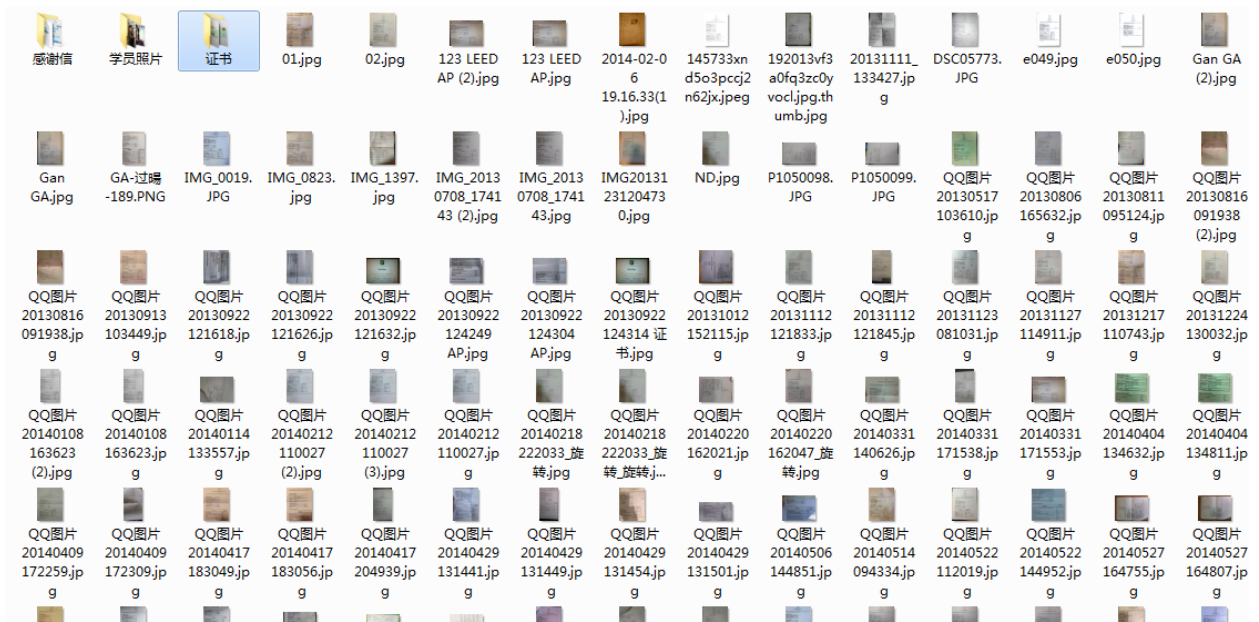 感谢信
学员照片
证书
01.jpg
02.jpg
123 LEED
AP (2).jpg
123 LEED
AP.jpg
2014-02-0
6
19.16.33(1
).jpg
145733xn
d5o3pccj2
n62jx.jpeg
192013vf3
a0fq3zc0y
vocl.jpg.th
umb.jpg
20131111_
133427.jp
g
DSC05773.
JPG
e049.jpg
e050.jpg
Gan GA
(2).jpg
Gan
GA.jpg
GA-过
-189.PNG
IMG_0019.
JPG
IMG_0823.
jpg
IMG_1397.
jpg
IMG_2013
0708_1741
43 (2).jpg
IMG_2013
0708_1741
43.jpg
IMG20131
23120473
0.jpg
ND.jpg
P1050098.
JPG
P1050099.
JPG
QQ图片
20130517
103610.jp
g
QQ图片
20130806
165632.jp
g
QQ图片
20130811
095124.jp
g
QQ图片
20130816
091938
(2).jpg
QQ图片
20130816
091938.jp
g
QQ图片
20130913
103449.jp
g
QQ图片
20130922
121618.jp
g
QQ图片
20130922
121626.jp
g
QQ图片
20130922
121632.jp
g
QQ图片
20130922
124249
AP.jpg
QQ图片
20130922
124304
AP.jpg
QQ图片
20130922
124314 证
书.jpg
QQ图片
20131012
152115.jp
g
QQ图片
20131112
121833.jp
g
QQ图片
20131112
121845.jp
g
QQ图片
20131123
081031.jp
g
QQ图片
20131127
114911.jp
g
QQ图片
20131217
110743.jp
g
QQ图片
20131224
130032.jp
g
QQ图片
20140108
163623
(2).jpg
QQ图片
20140108
163623.jp
g
QQ图片
20140114
133557.jp
g
QQ图片
20140212
110027
(2).jpg
QQ图片
20140212
110027
(3).jpg
QQ图片
20140212
110027.jp
g
QQ图片
20140218
222033_旋
转.jpg
QQ图片
20140218
222033_旋
转_旋转.j...
QQ图片
20140220
162021.jp
g
QQ图片
20140220
162047_旋
转.jpg
QQ图片
20140331
140626.jp
g
QQ图片
20140331
171538.jp
g
QQ图片
20140331
171553.jp
g
QQ图片
20140404
134632.jp
g
QQ图片
20140404
134811.jp
g
QQ图片
20140409
172259.jp
g
QQ图片
20140409
172309.jp
g
QQ图片
20140417
183049.jp
g
QQ图片
20140417
183056.jp
g
QQ图片
20140417
204939.jp
g
QQ图片
20140429
131441.jp
g
QQ图片
20140429
131449.jp
g
QQ图片
20140429
131454.jp
g
QQ图片
20140429
131501.jp
g
QQ图片
20140506
144851.jp
g
QQ图片
20140514
094334.jp
g
QQ图片
20140522
112019.jp
g
QQ图片
20140522
144952.jp
g
QQ图片
20140527
164755.jp
g
QQ图片
20140527
164807.jp
g